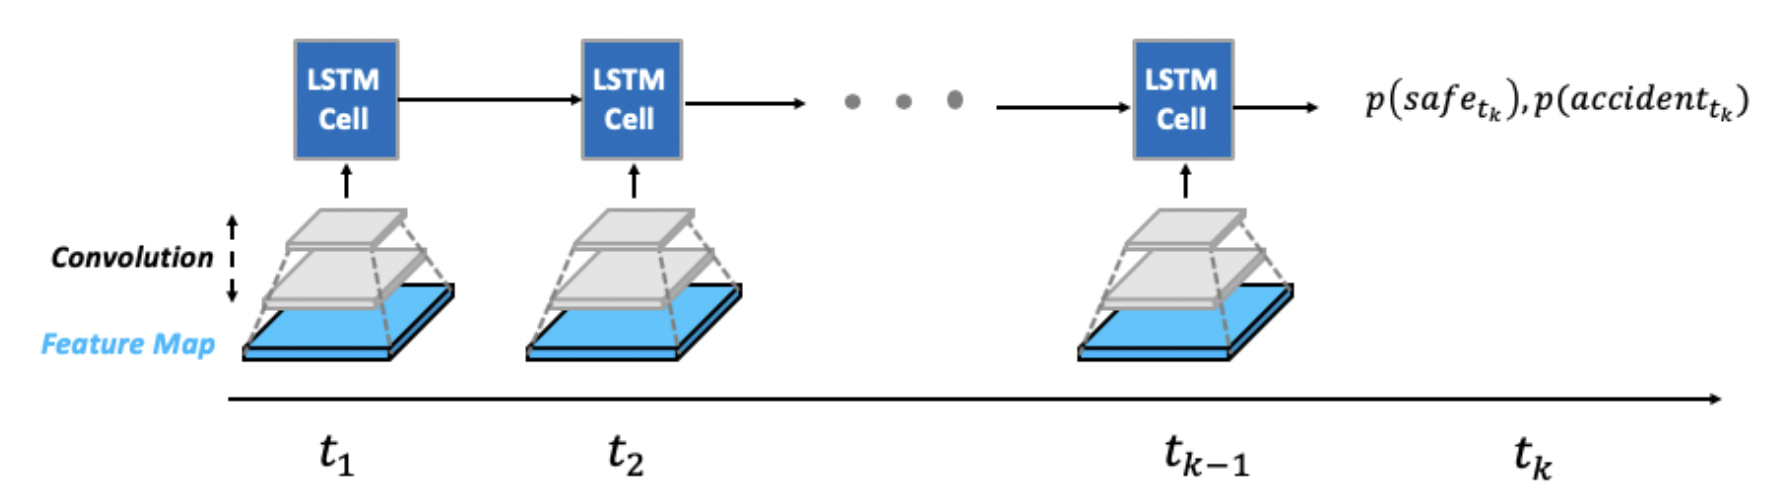 LSTM
Cell
LSTM
Cell
LSTM
Cell
p(safe_{t_k}), p(accident_{t_k})
Convolution
Feature Map
t_1
t_2
t_{k-1}
t_k